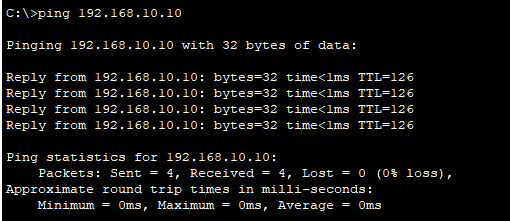 C:\>ping 192.168.10.10
Pinging 192.168.10.10 with 32 bytes of data:
Reply from 192.168.10.10: bytes=32 time<1ms TTL=126
Reply from 192.168.10.10: bytes=32 time<1ms TTL=126
Reply from 192.168.10.10: bytes=32 time<1ms TTL=126
Reply from 192.168.10.10: bytes=32 time<1ms TTL=126
Ping statistics for 192.168.10.10:
Packets: Sent = 4, Received = 4, Lost = 0 (0% loss),
Approximate round trip times in milli-seconds:
Minimum = 0ms, Maximum = 0ms, Average = 0ms